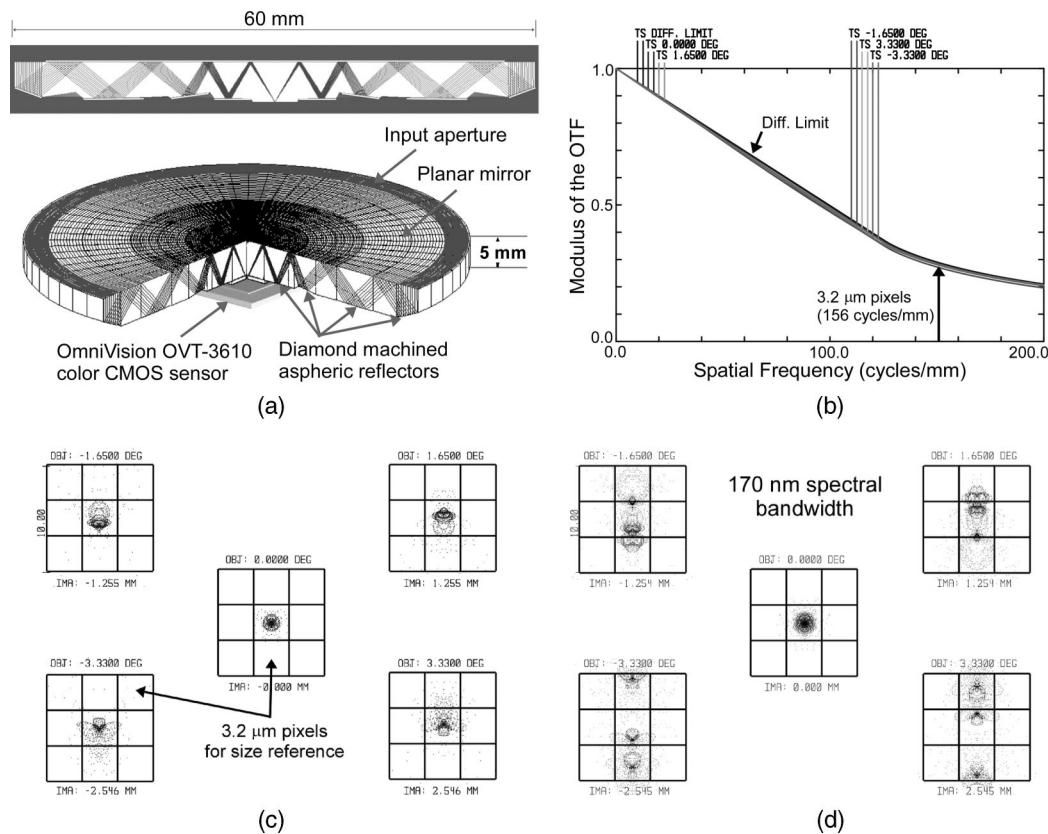 60 mm
Input aperture
Planar mirror
5 mm
OmniVision OVT-3610
color CMOS sensor
Diamond machined
aspheric reflectors
(a)
TS DIFF. LIMIT
TS 0.0000 DEG
TS 1.6500 DEG
TS -1.6500 DEG
TS 3.3300 DEG
TS -3.3300 DEG
1.0
Diff. Limit
0.5
Modulus of the OTF
3.2 μm pixels
(156 cycles/mm)
0.0
0.0
100.0
200.0
Spatial Frequency (cycles/mm)
(b)
OBJ: -1.6500 DEG
10.00
IMA: -1.255 MM
OBJ: 1.6500 DEG
IMA: 1.255 MM
OBJ: 0.0000 DEG
IMA: -0.000 MM
OBJ: -3.3300 DEG
IMA: -2.546 MM
OBJ: 3.3300 DEG
IMA: 2.546 MM
3.2 μm pixels
for size reference
(c)
OBJ: -1.6500 DEG
10.00
IMA: -1.254 MM
170 nm spectral
bandwidth
OBJ: 1.6500 DEG
IMA: 1.254 MM
OBJ: 0.0000 DEG
IMA: 0.000 MM
OBJ: -3.3300 DEG
IMA: -2.545 MM
OBJ: 3.3300 DEG
IMA: 2.545 MM
(d)